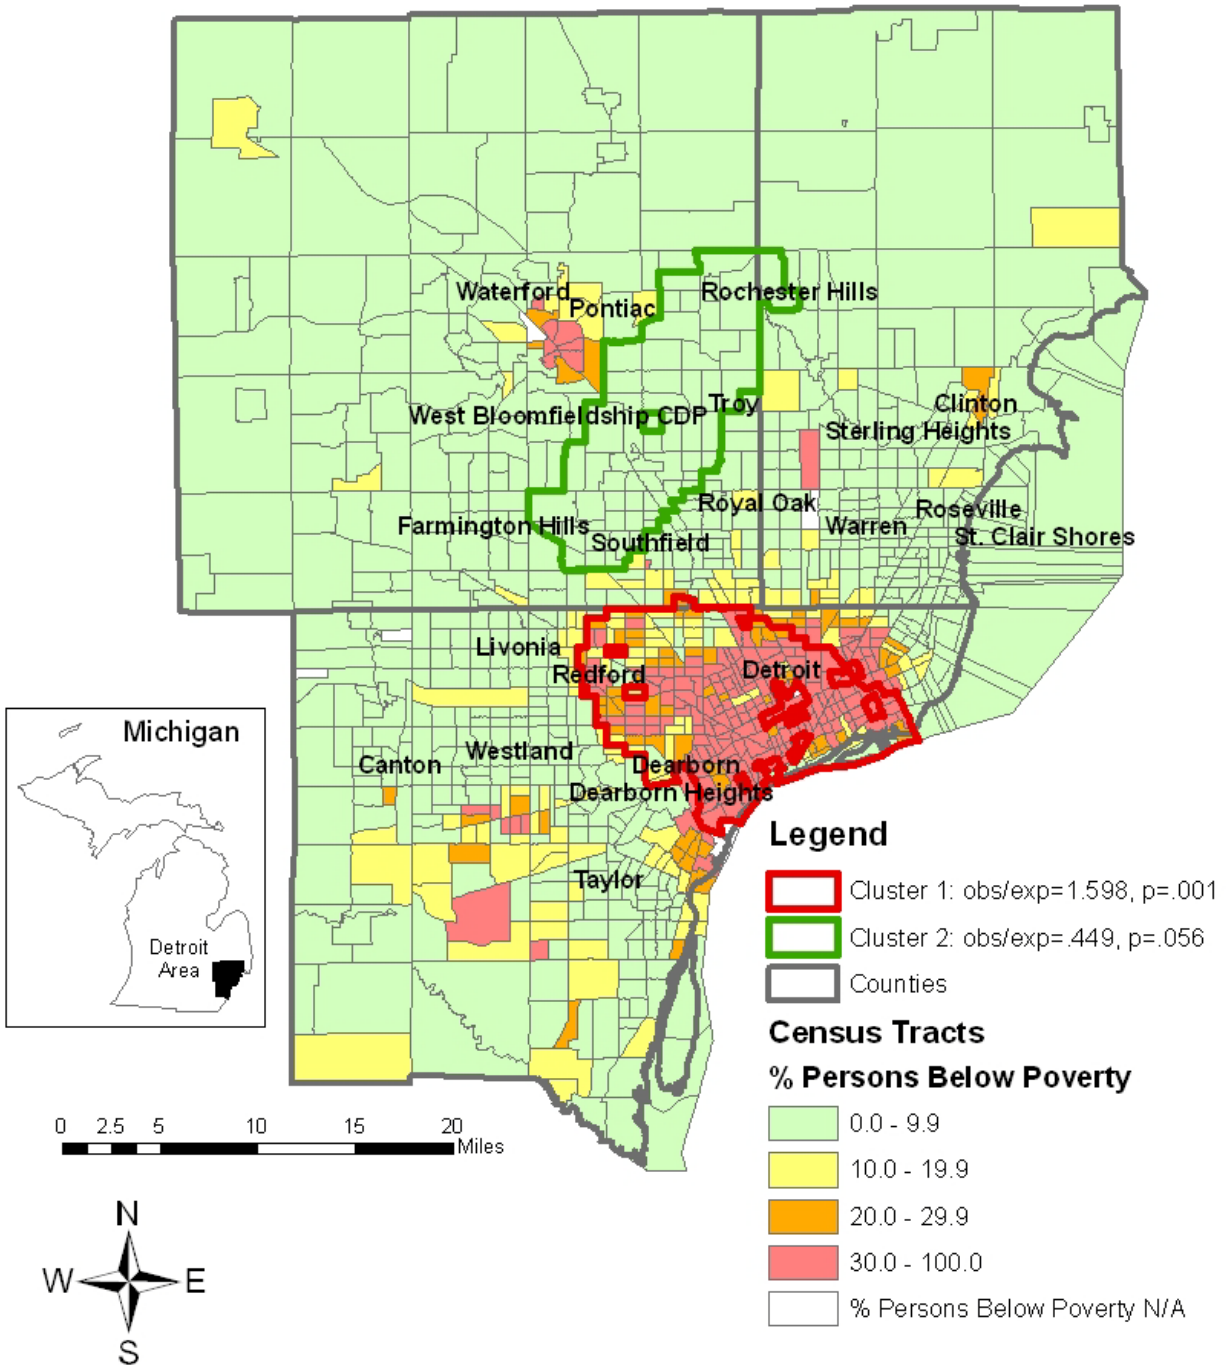 Waterford
Pontiac
Rochester Hills
West Bloomfieldship CDP
Troy
Clinton
Sterling Heights
Royal Oak
Warren
Roseville
St. Clair Shores
Farmington Hills
Southfield
Livonia
Redford
Detroit
Canton
Westland
Dearborn
Dearborn Heights
Taylor
Michigan
Detroit
Area
Legend
Cluster 1: obs/exp=1.598, p=.001
Cluster 2: obs/exp=.449, p=.056
Counties
Census Tracts
% Persons Below Poverty
0.0 - 9.9
10.0 - 19.9
20.0 - 29.9
30.0 - 100.0
% Persons Below Poverty N/A
0 2.5 5 10 15 20
Miles
N
W E
S